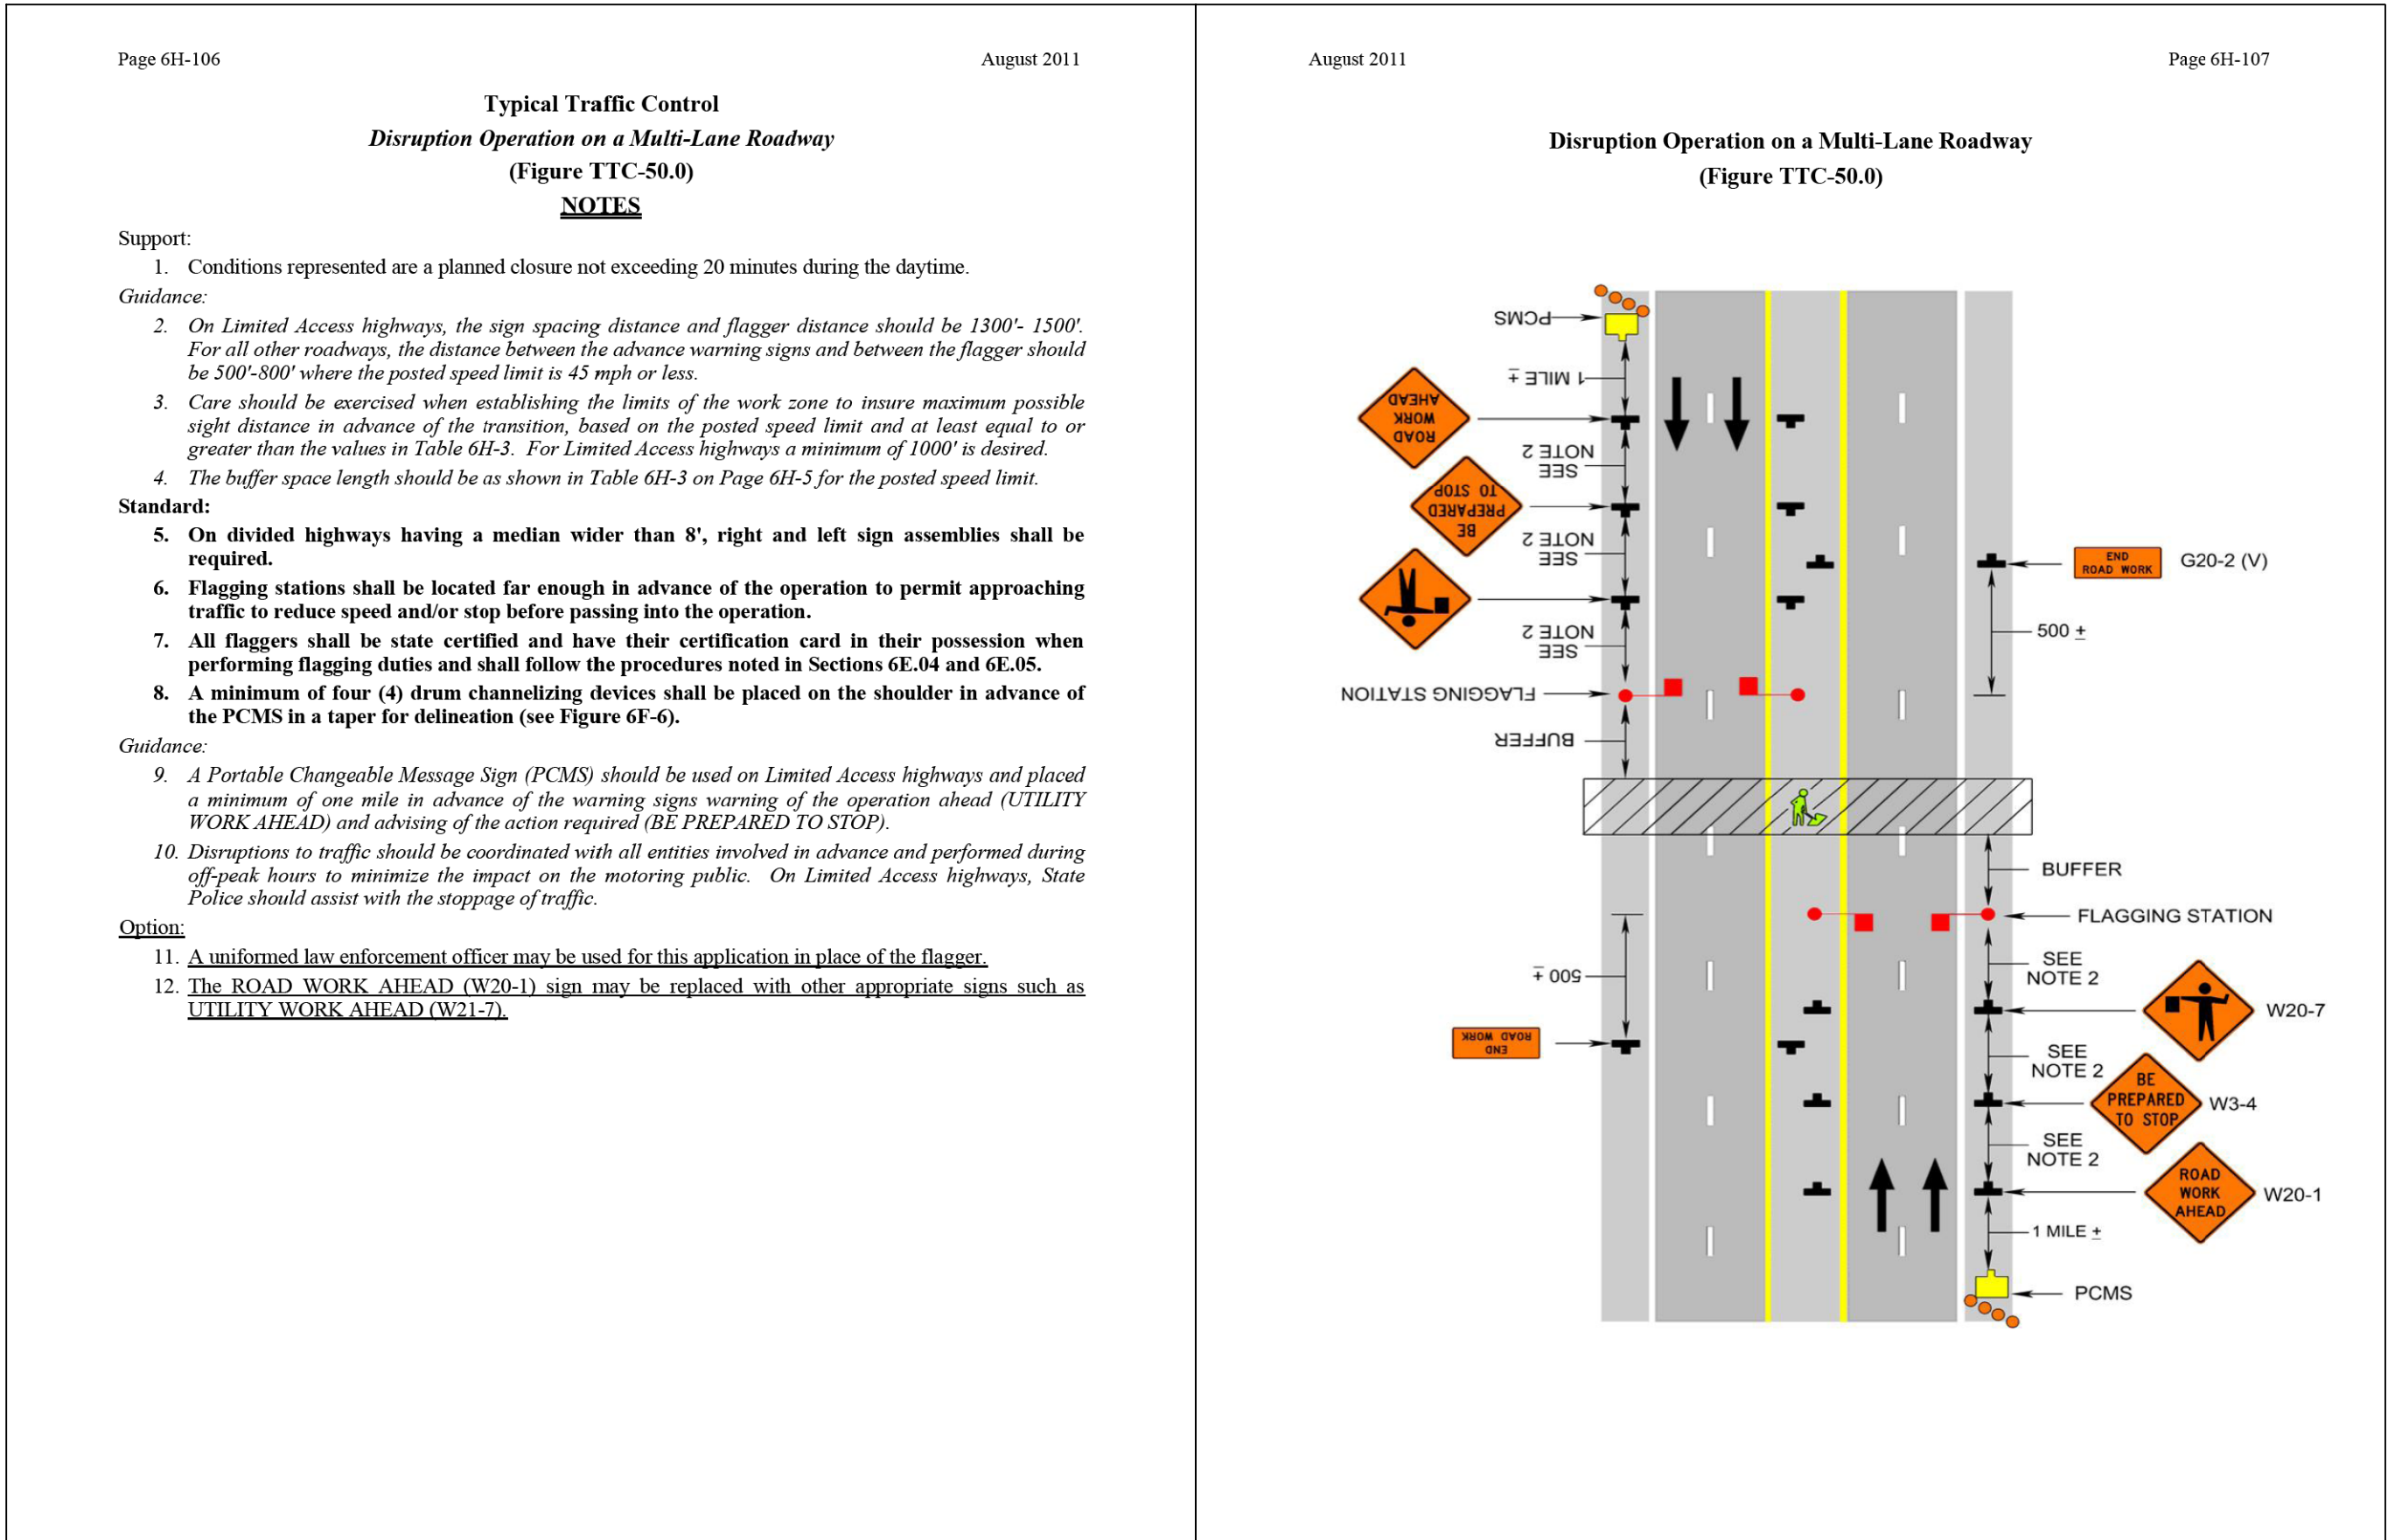 Page 6H-106
August 2011
Typical Traffic Control
Disruption Operation on a Multi-Lane Roadway
(Figure TTC-50.0)
NOTES
Support:
1. Conditions represented are a planned closure not exceeding 20 minutes during the daytime.
Guidance:
2. On Limited Access highways, the sign spacing distance and flagger distance should be 1300'- 1500'.
For all other roadways, the distance between the advance warning signs and between the flagger should
be 500'-800' where the posted speed limit is 45 mph or less.
3. Care should be exercised when establishing the limits of the work zone to insure maximum possible
sight distance in advance of the transition, based on the posted speed limit and at least equal to or
greater than the values in Table 6H-3. For Limited Access highways a minimum of 1000' is desired.
4. The buffer space length should be as shown in Table 6H-3 on Page 6H-5 for the posted speed limit.
Standard:
5. On divided highways having a median wider than 8', right and left sign assemblies shall be
required.
6. Flagging stations shall be located far enough in advance of the operation to permit approaching
traffic to reduce speed and/or stop before passing into the operation.
7. All flaggers shall be state certified and have their certification card in their possession when
performing flagging duties and shall follow the procedures noted in Sections 6E.04 and 6E.05.
8. A minimum of four (4) drum channelizing devices shall be placed on the shoulder in advance of
the PCMS in a taper for delineation (see Figure 6F-6).
Guidance:
9. A Portable Changeable Message Sign (PCMS) should be used on Limited Access highways and placed
a minimum of one mile in advance of the warning signs warning of the operation ahead (UTILITY
WORK AHEAD) and advising of the action required (BE PREPARED TO STOP).
10. Disruptions to traffic should be coordinated with all entities involved in advance and performed during
off-peak hours to minimize the impact on the motoring public. On Limited Access highways, State
Police should assist with the stoppage of traffic.
Option:
11. A uniformed law enforcement officer may be used for this application in place of the flagger.
12. The ROAD WORK AHEAD (W20-1) sign may be replaced with other appropriate signs such as
UTILITY WORK AHEAD (W21-7).
August 2011
Page 6H-107
Disruption Operation on a Multi-Lane Roadway
(Figure TTC-50.0)
PCMS
1 MILE ±
ROAD
WORK
AHEAD
SEE
NOTE 2
BE
PREPARED
TO STOP
SEE
NOTE 2
SEE
NOTE 2
FLAGGING STATION
BUFFER
500 ±
END
ROAD WORK
END
ROAD WORK
G20-2 (V)
500 ±
BUFFER
FLAGGING STATION
SEE
NOTE 2
W20-7
SEE
NOTE 2
BE
PREPARED
TO STOP
W3-4
SEE
NOTE 2
ROAD
WORK
AHEAD
W20-1
1 MILE ±
PCMS